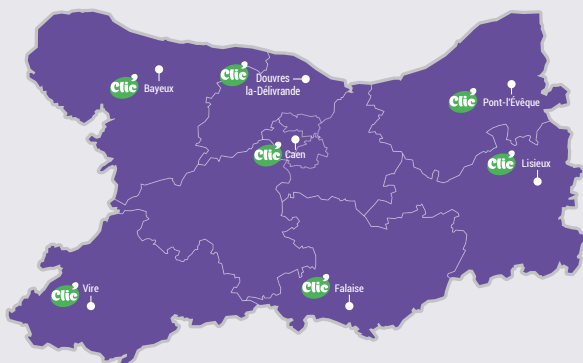 Clic'
Bayeux
Clic'
Douvres
la-Délivrande
Clic'
Pont-l'Évêque
Clic'
Caen
Clic'
Lisieux
Clic'
Vire
Clic'
Falaise